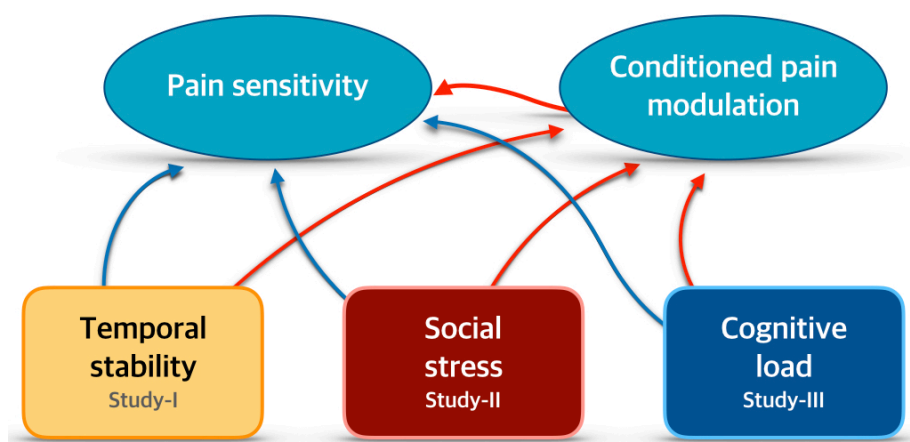 Pain sensitivity
Conditioned pain
modulation
Temporal
stability
Study-I
Social
stress
Study-II
Cognitive
load
Study-III